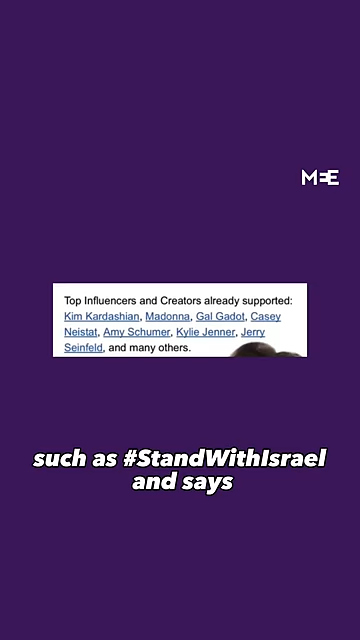 MEE
Top Influencers and Creators already supported:
Kim Kardashian, Madonna, Gal Gadot, Casey
Neistat, Amy Schumer, Kylie Jenner, Jerry
Seinfeld, and many others.
such as #StandWithIsrael
and says